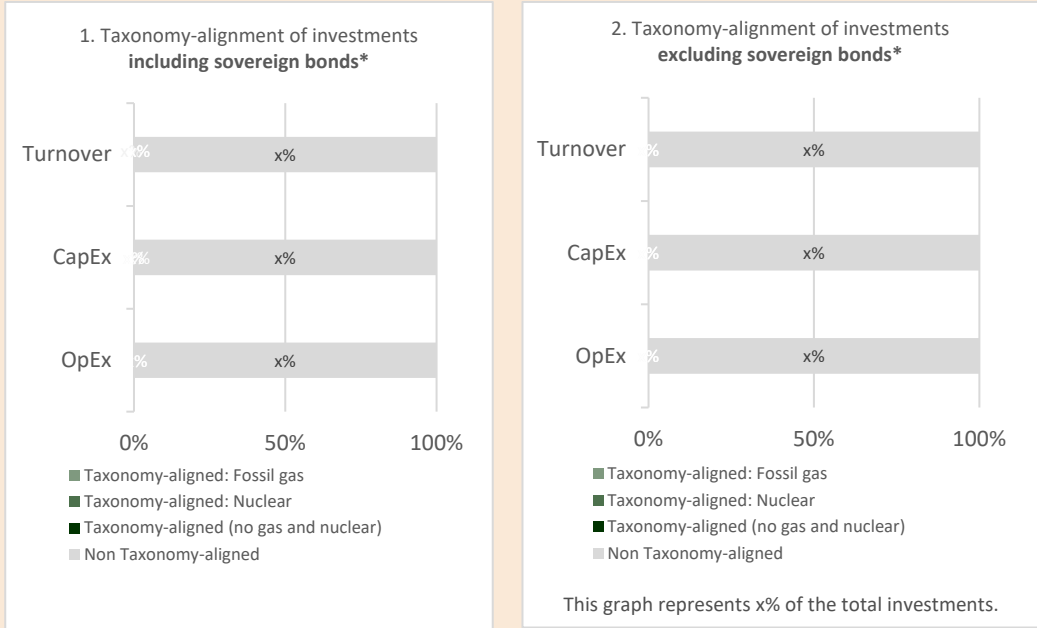 1. Taxonomy-alignment of investments
including sovereign bonds*
Turnover x%
CapEx x%
OpEx % x%
0% 50% 100%
Taxonomy-aligned: Fossil gas
Taxonomy-aligned: Nuclear
Taxonomy-aligned (no gas and nuclear)
Non Taxonomy-aligned
2. Taxonomy-alignment of investments
excluding sovereign bonds*
Turnover % x%
CapEx % x%
OpEx % x%
0% 50% 100%
Taxonomy-aligned: Fossil gas
Taxonomy-aligned: Nuclear
Taxonomy-aligned (no gas and nuclear)
Non Taxonomy-aligned
This graph represents x% of the total investments.